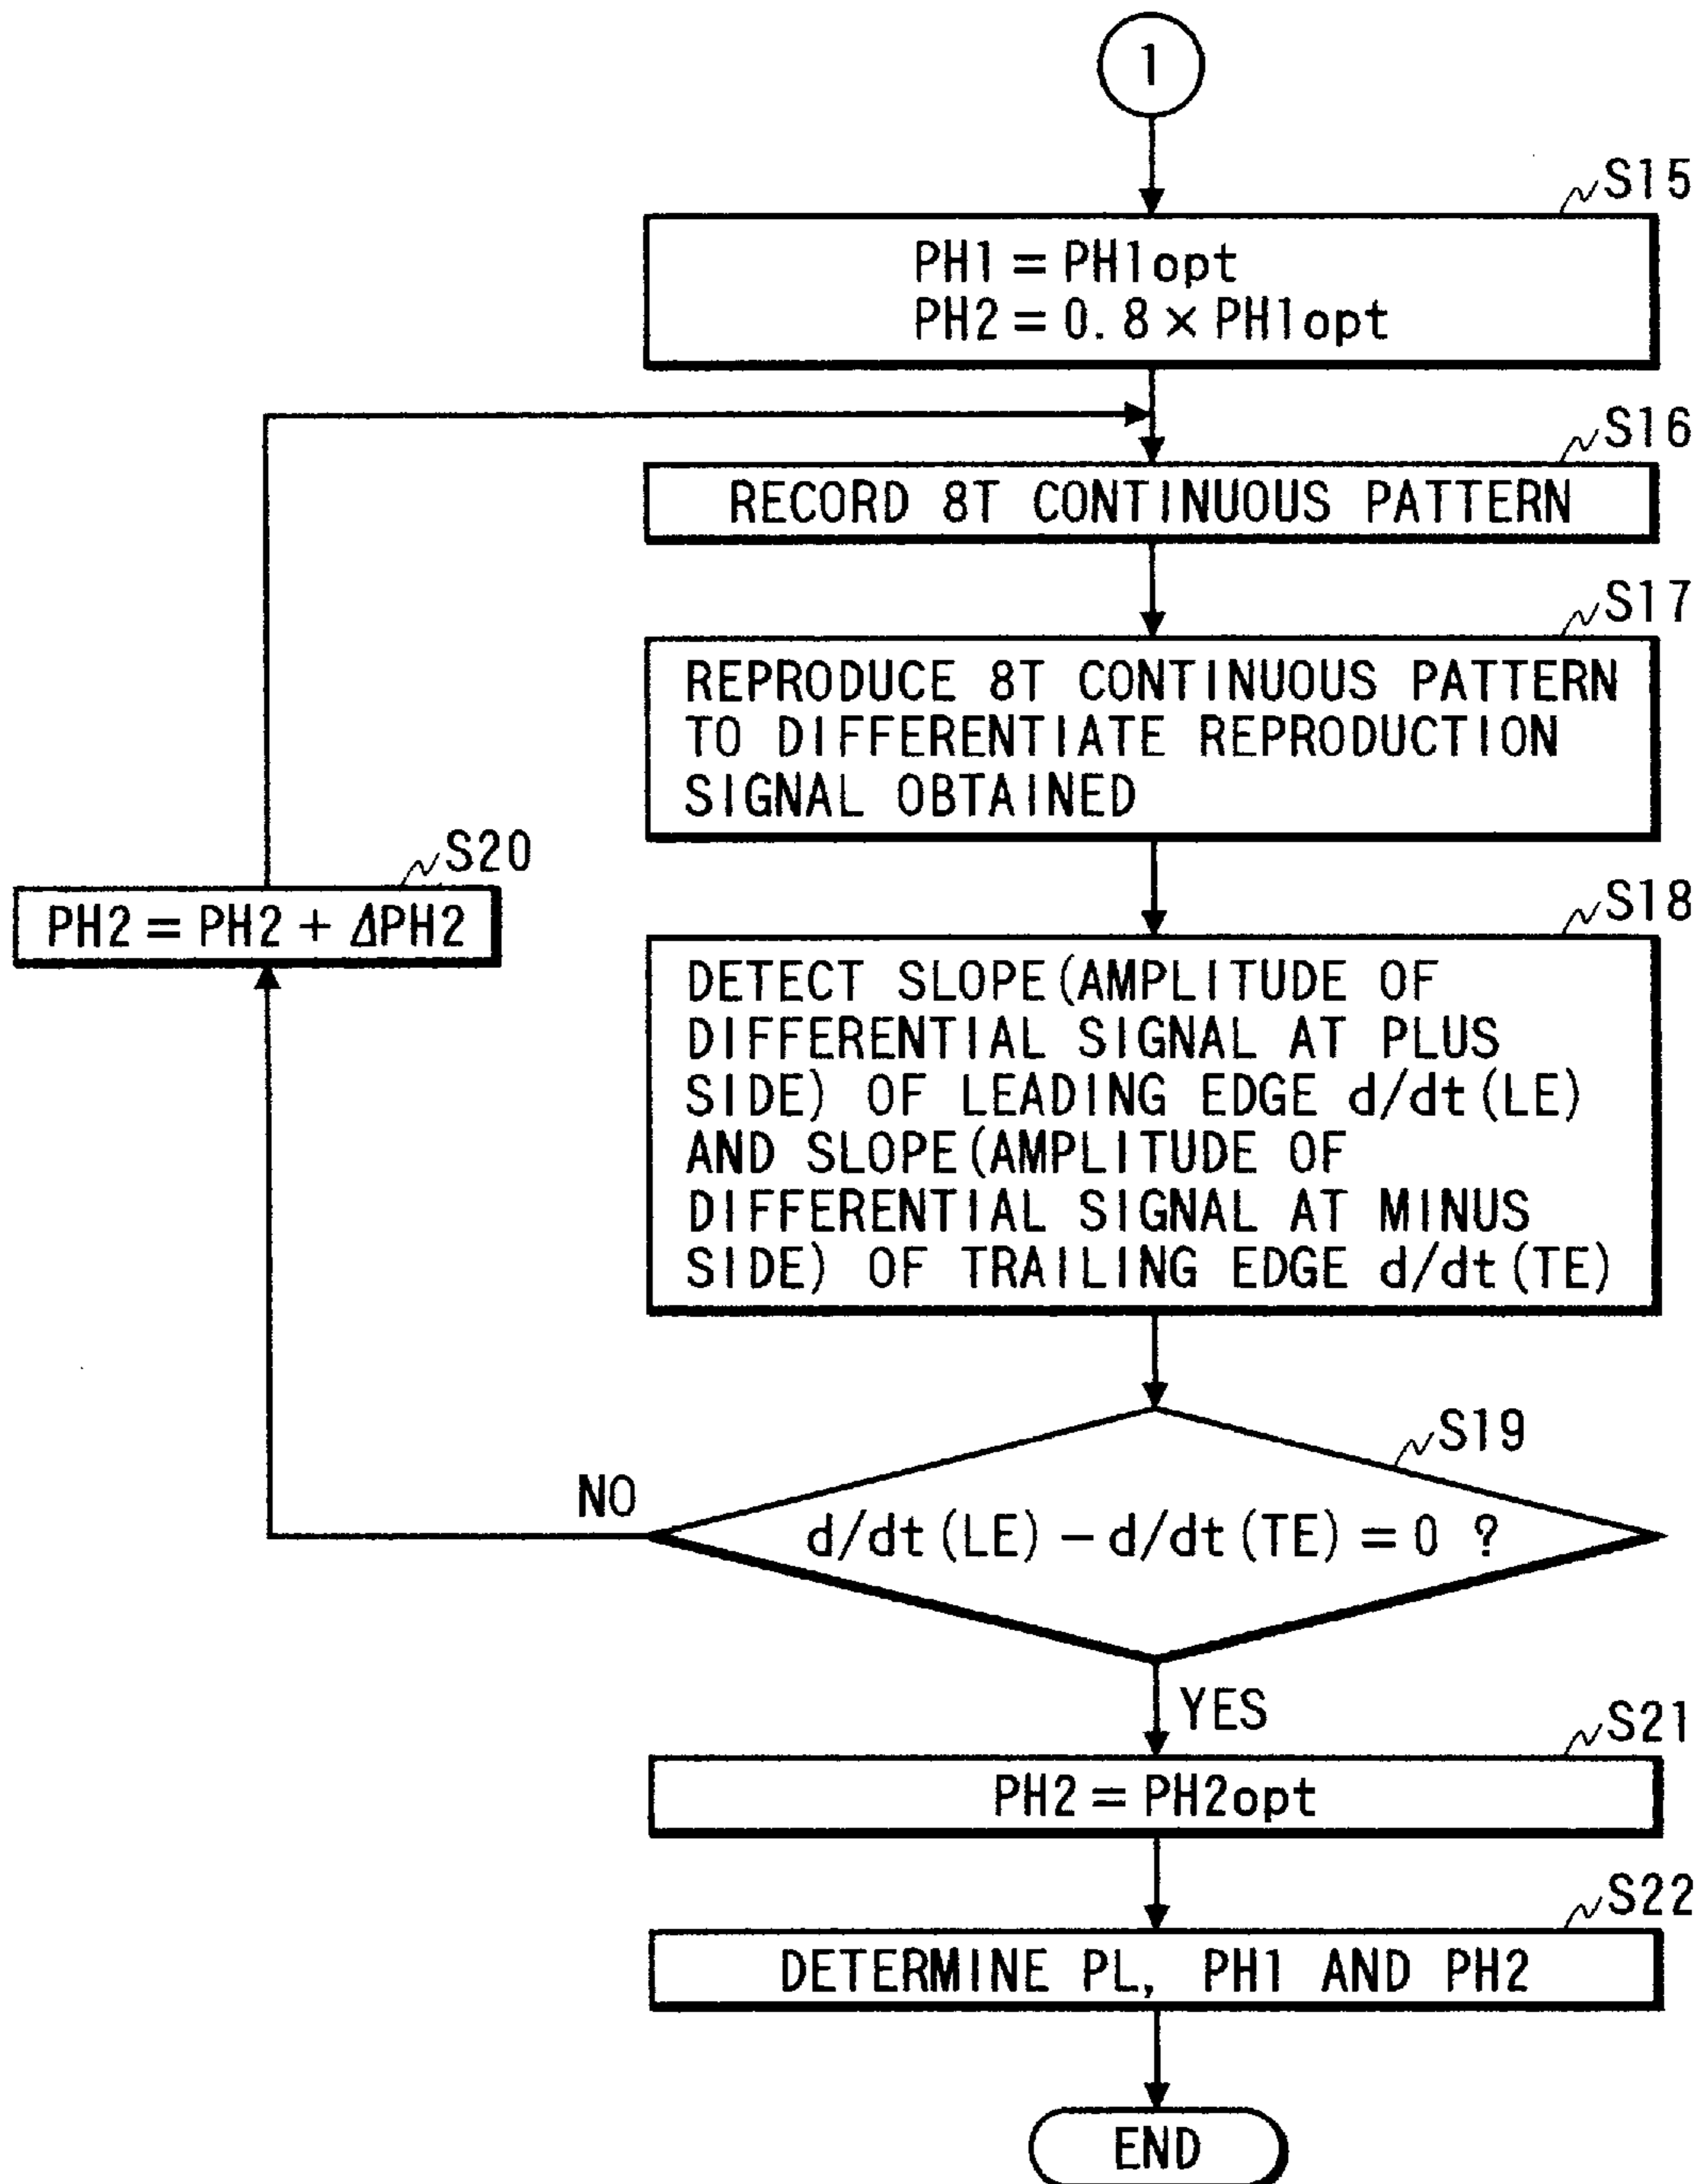 1
S15
PH1 = PH1opt
PH2 = 0.8 × PH1opt
S16
RECORD 8T CONTINUOUS PATTERN
S17
REPRODUCE 8T CONTINUOUS PATTERN
TO DIFFERENTIATE REPRODUCTION
SIGNAL OBTAINED
S20
PH2 = PH2 + ΔPH2
S18
DETECT SLOPE(AMPLITUDE OF
DIFFERENTIAL SIGNAL AT PLUS
SIDE) OF LEADING EDGE d/dt(LE)
AND SLOPE(AMPLITUDE OF
DIFFERENTIAL SIGNAL AT MINUS
SIDE) OF TRAILING EDGE d/dt(TE)
S19
NO
d/dt(LE) − d/dt(TE) = 0 ?
YES
S21
PH2 = PH2opt
S22
DETERMINE PL, PH1 AND PH2
END